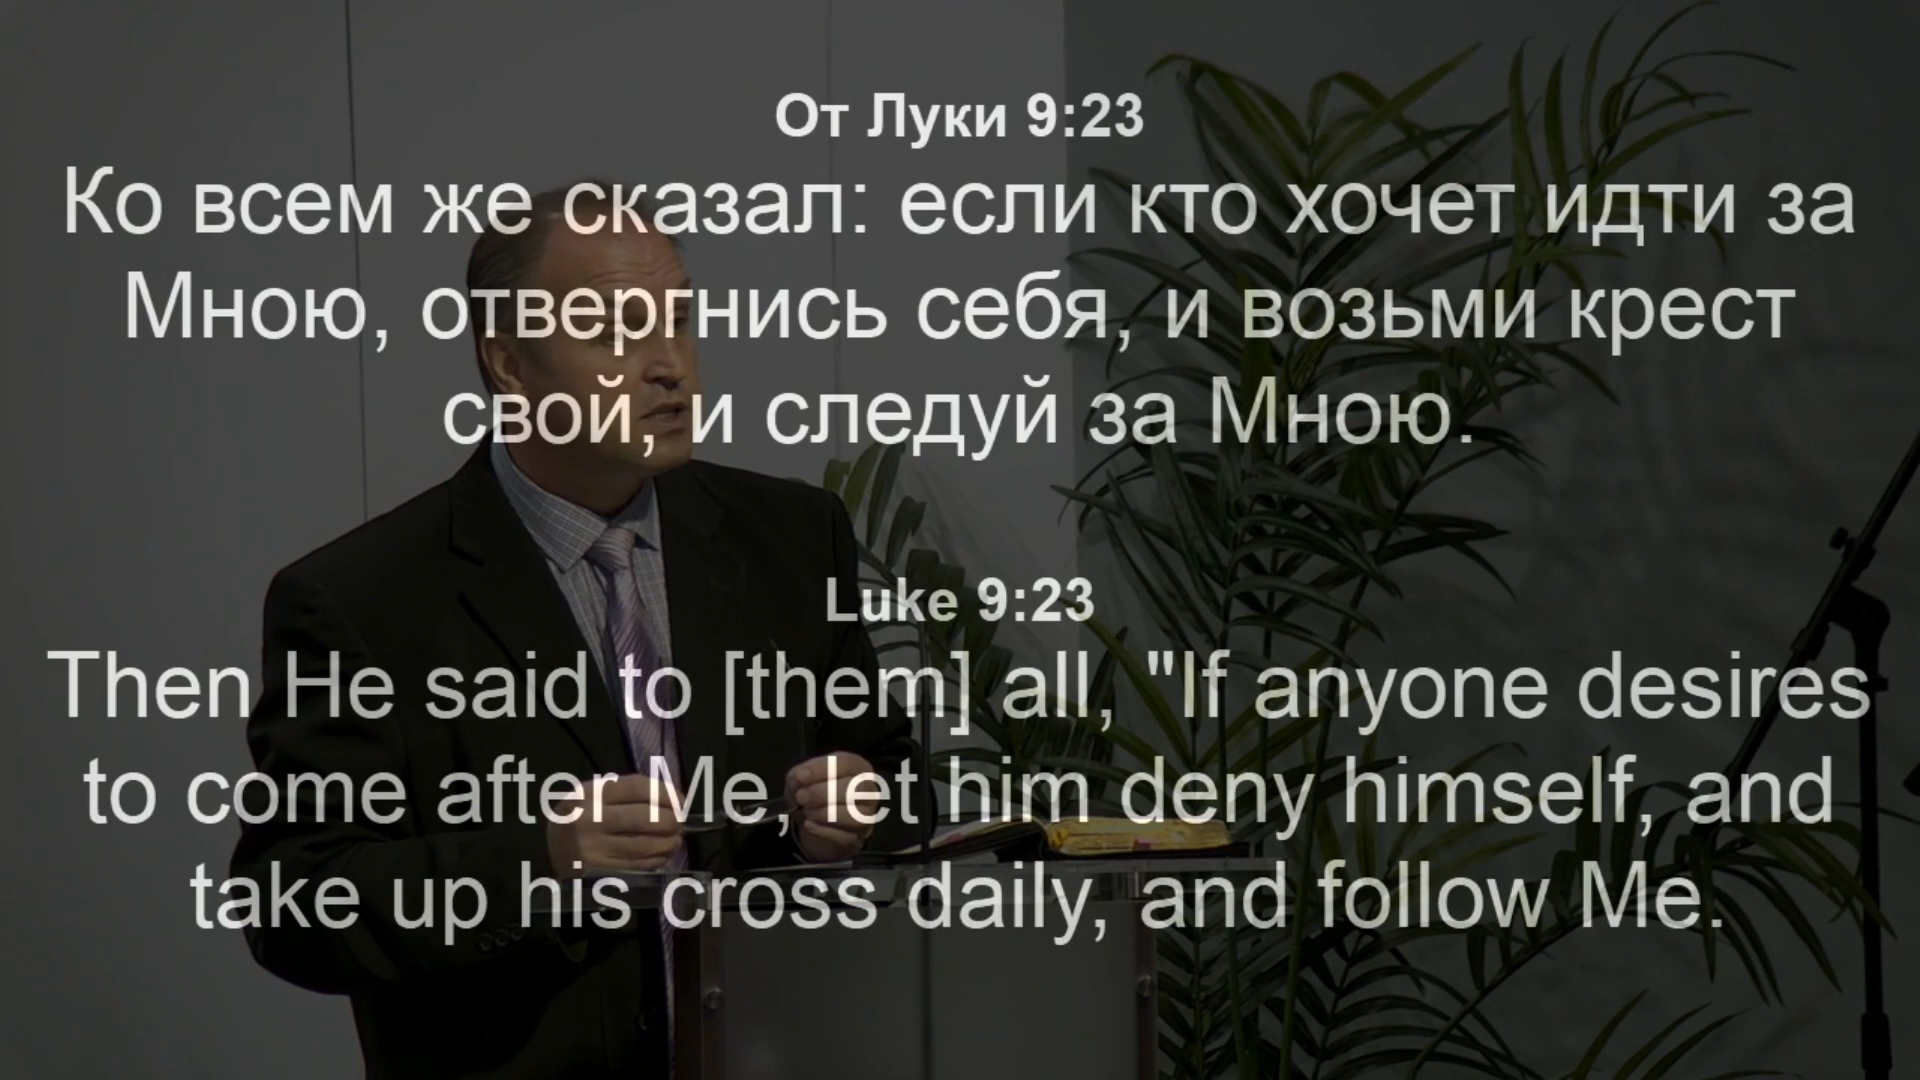 От Луки 9:23
Ко всем же сказал: если кто хочет идти за
Мною, отвергнись себя, и возьми крест
свой, и следуй за Мною.
Luke 9:23
Then He said to [them] all, "If anyone desires
to come after Me, let him deny himself, and
take up his cross daily, and follow Me.